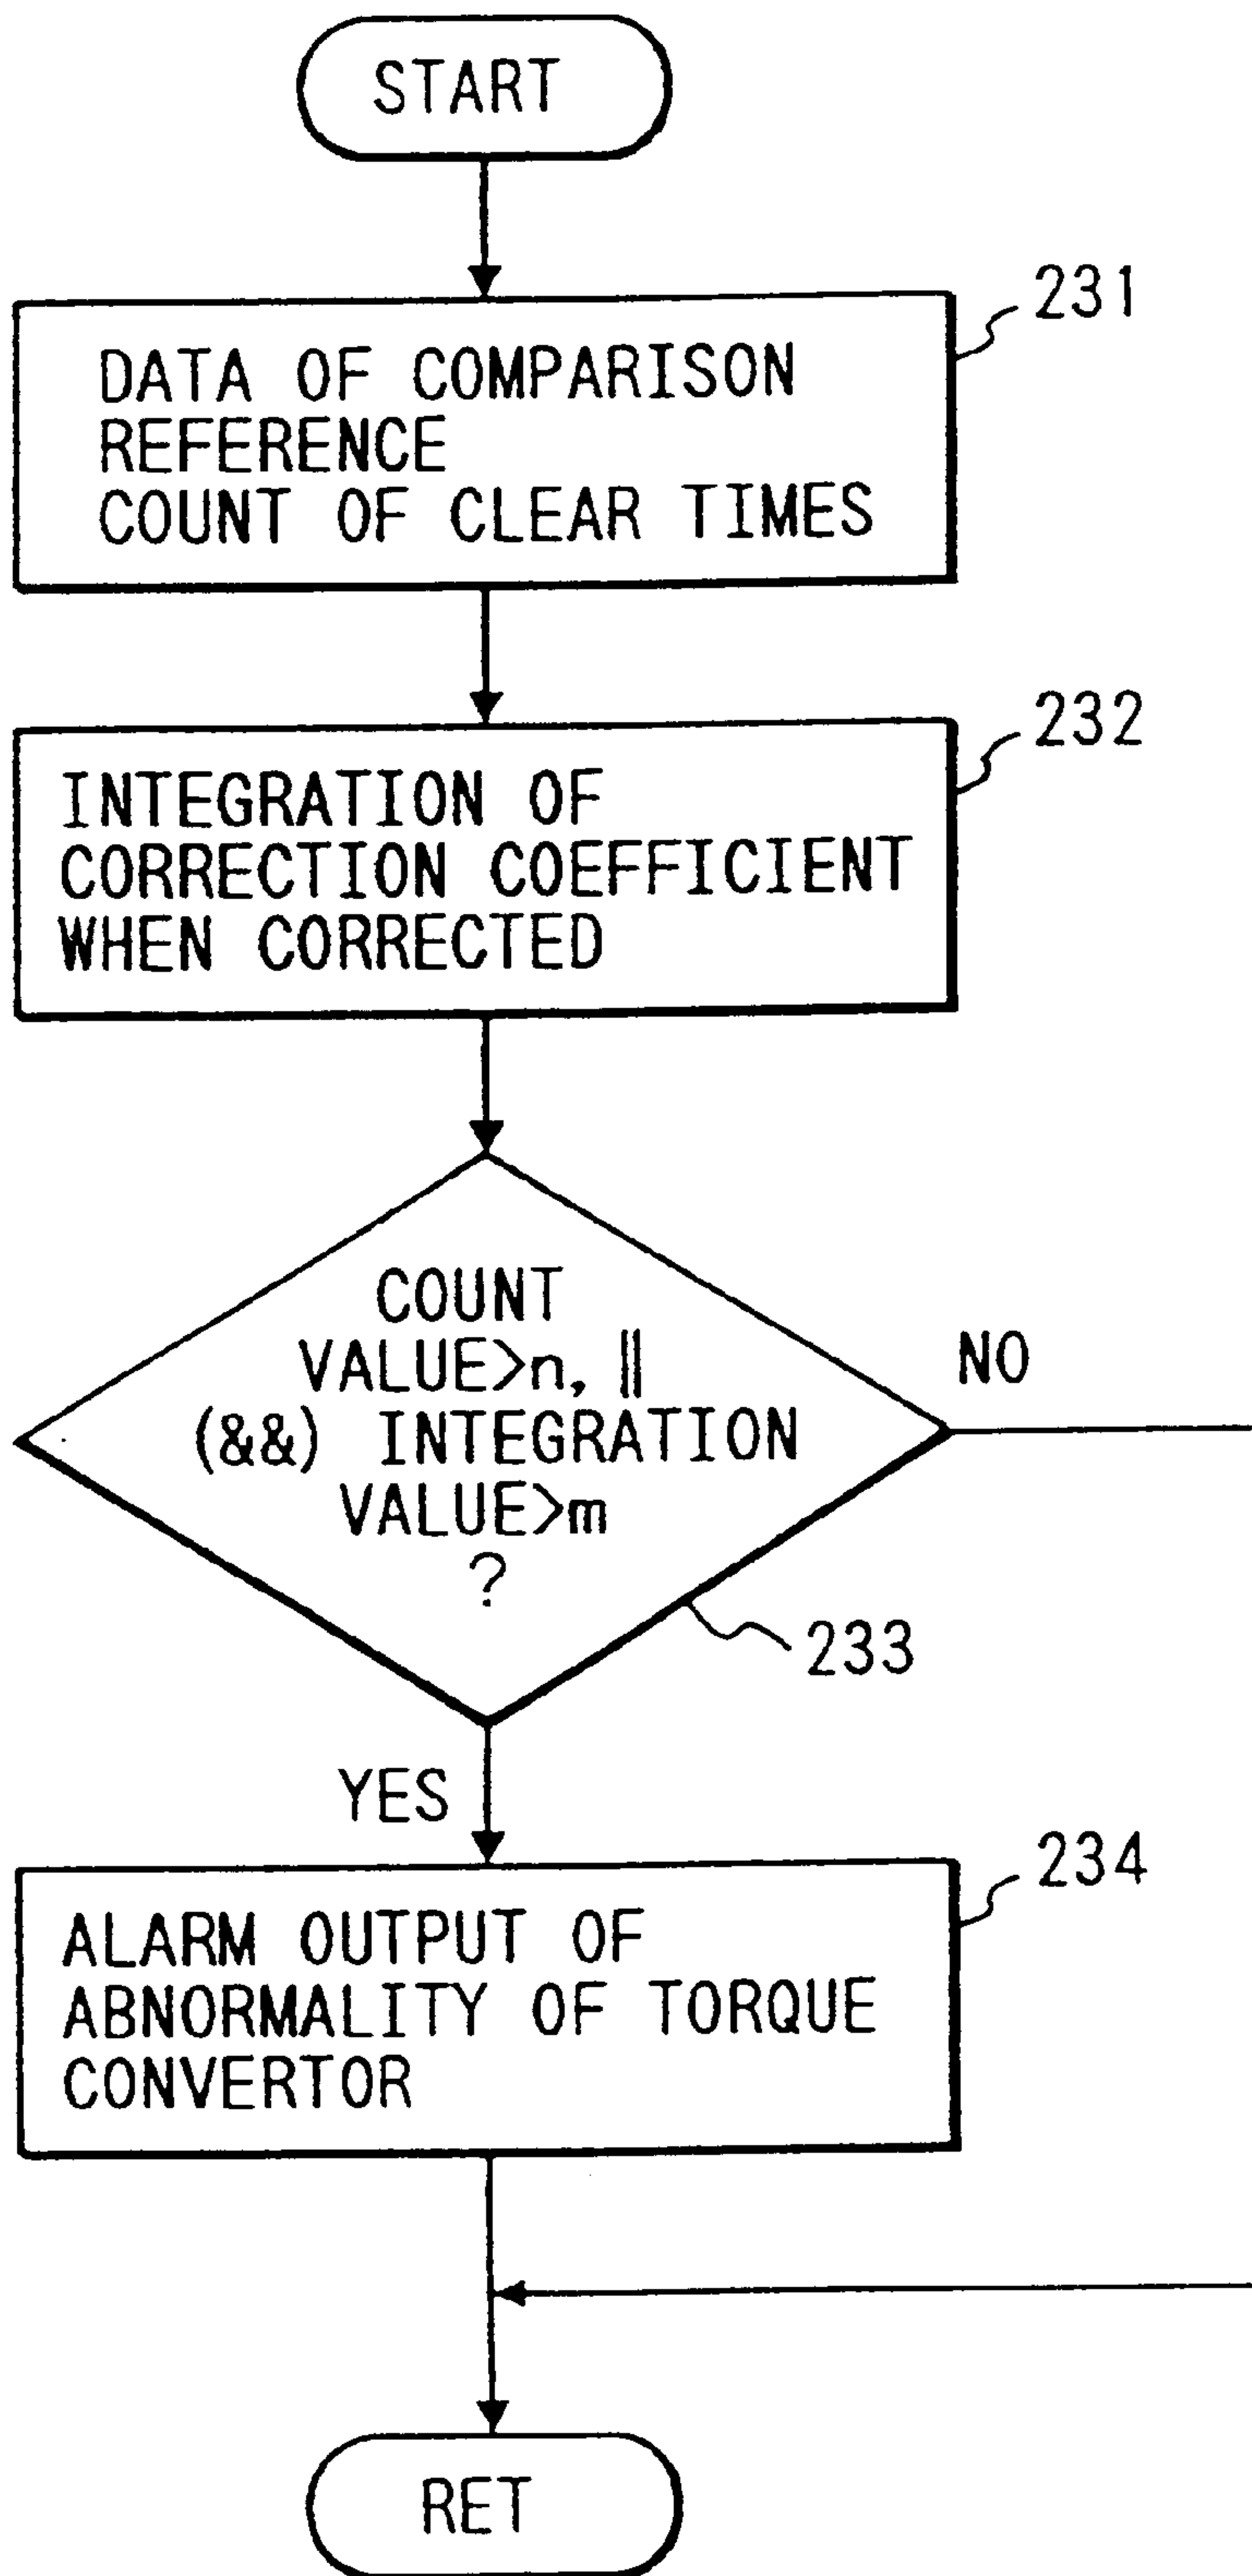 START
231
DATA OF COMPARISON
REFERENCE
COUNT OF CLEAR TIMES
232
INTEGRATION OF
CORRECTION COEFFICIENT
WHEN CORRECTED
COUNT
VALUE>n, ||
(&&) INTEGRATION
VALUE>m
?
NO
233
YES
234
ALARM OUTPUT OF
ABNORMALITY OF TORQUE
CONVERTOR
RET